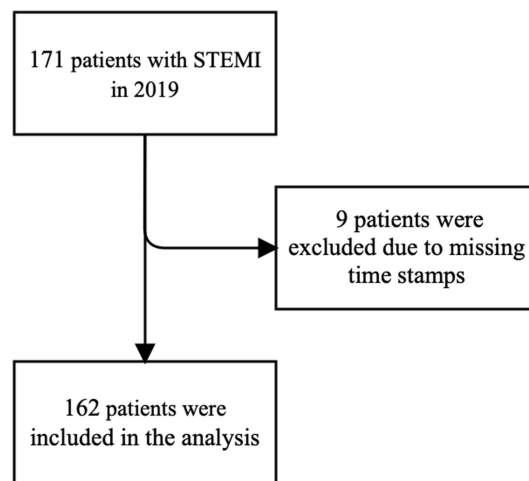 171 patients with STEMI
in 2019
9 patients were
excluded due to missing
time stamps
162 patients were
included in the analysis